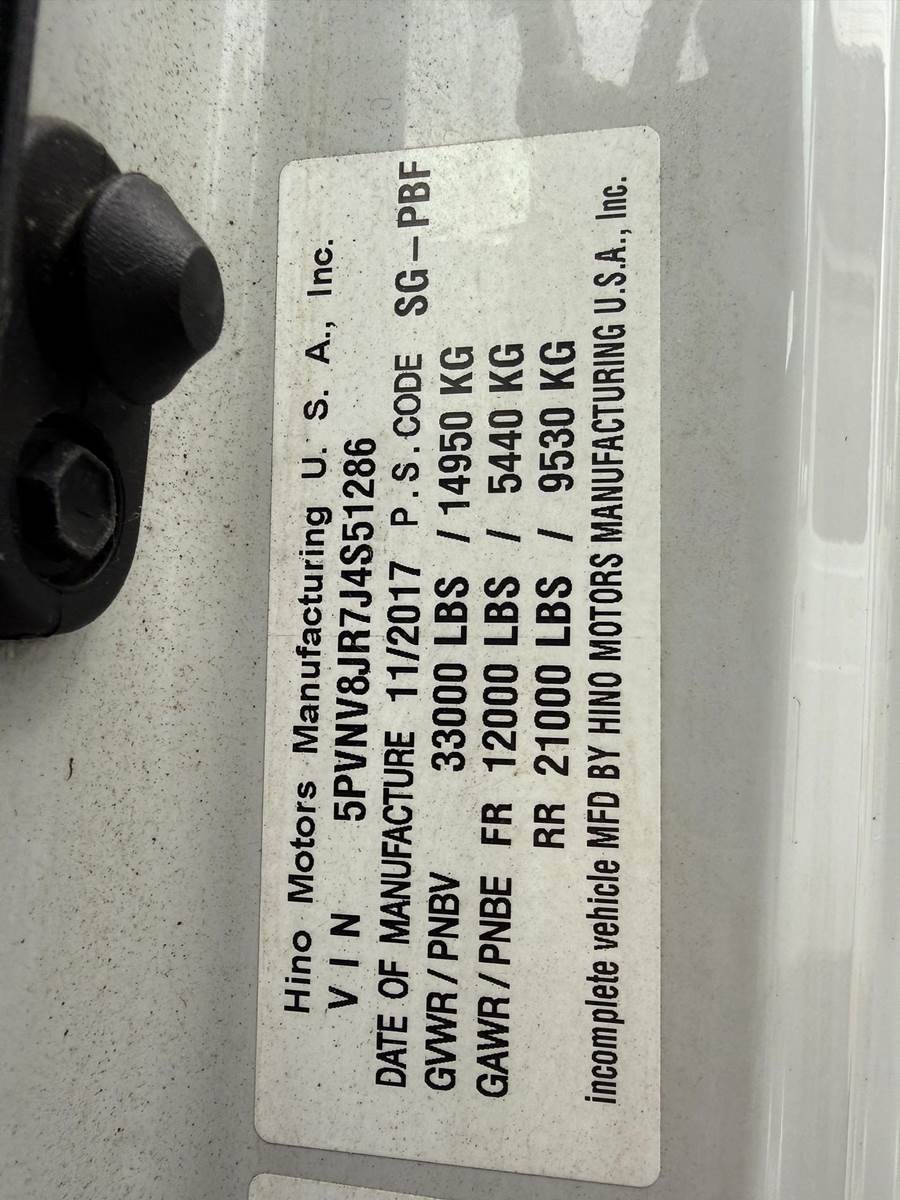 Hino Motors Manufacturing U. S. A., Inc.
VIN 5PVNV8JR7J4S51286
DATE OF MANUFACTURE 11/2017 P.S.CODE SG-PBF
GVWR/PNBV 33000 LBS / 14950 KG
GAWR/PNBE FR 12000 LBS / 5440 KG
RR 21000 LBS / 9530 KG
incomplete vehicle MFD BY HINO MOTORS MANUFACTURING U.S.A., Inc.